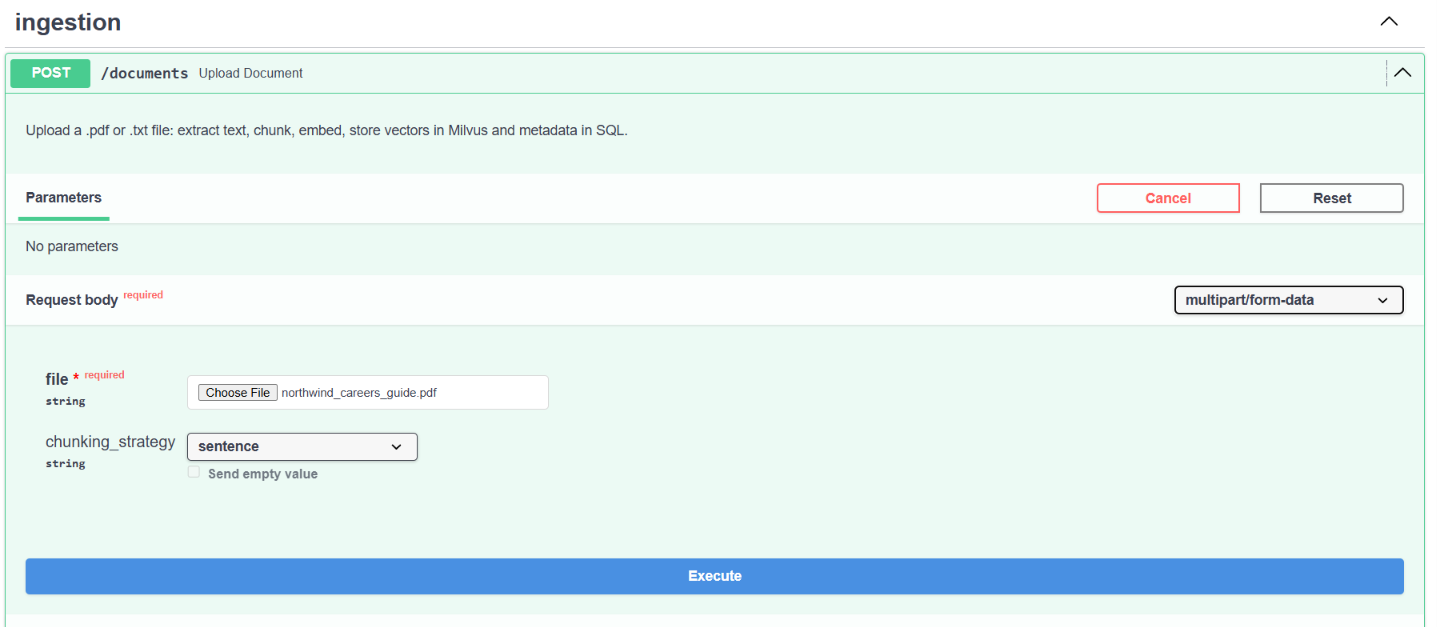 ingestion
POST /documents Upload Document
Upload a .pdf or .txt file: extract text, chunk, embed, store vectors in Milvus and metadata in SQL.
Parameters Cancel Reset
No parameters
Request body required multipart/form-data
file * required
string
Choose File northwind_careers_guide.pdf
chunking_strategy
string
sentence
Send empty value
Execute